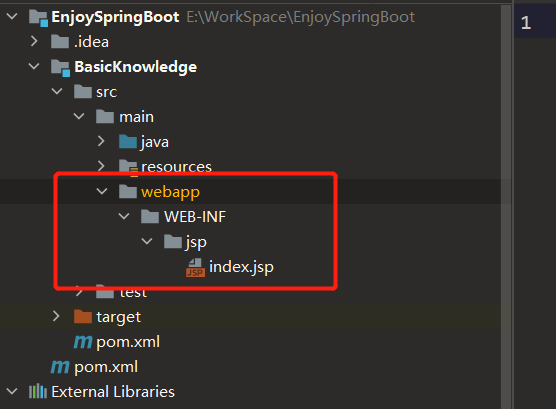 EnjoySpringBoot E:\WorkSpace\EnjoySpringBoot
.idea
BasicKnowledge
src
main
java
resources
webapp
WEB-INF
jsp
JSP index.jsp
test
target
m pom.xml
m pom.xml
External Libraries
1